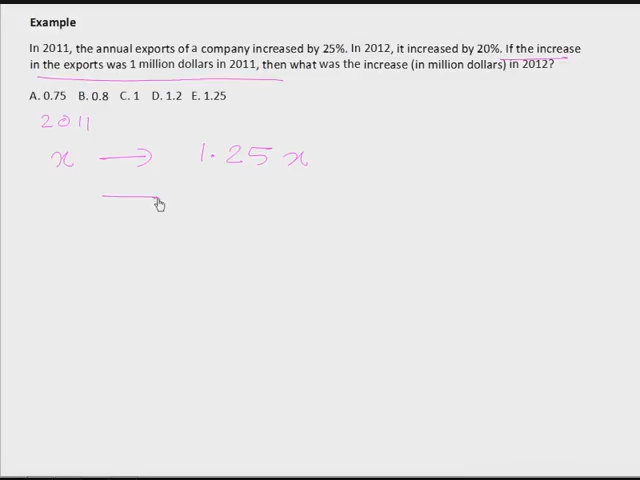 Example
In 2011, the annual exports of a company increased by 25%. In 2012, it increased by 20%. If the increase
in the exports was 1 million dollars in 2011, then what was the increase (in million dollars) in 2012?
A. 0.75 B. 0.8 C. 1 D. 1.2 E. 1.25
2011
x → 1.25 x